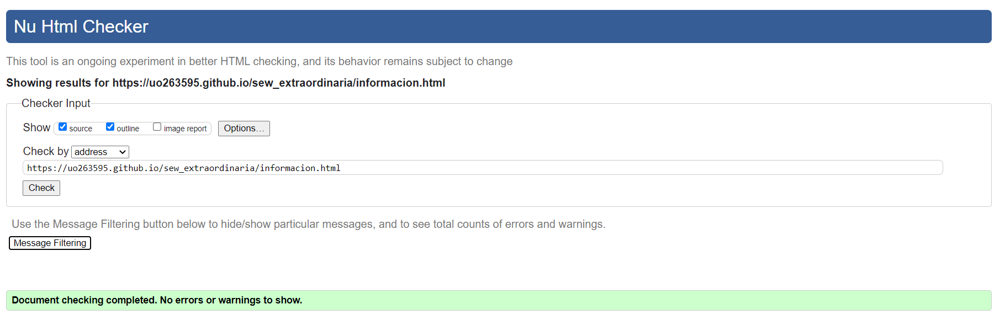 Nu Html Checker
This tool is an ongoing experiment in better HTML checking, and its behavior remains subject to change
Showing results for https://uo263595.github.io/sew_extraordinaria/informacion.html
Checker Input
Show source outline image report Options...
Check by address
https://uo263595.github.io/sew_extraordinaria/informacion.html
Check
Use the Message Filtering button below to hide/show particular messages, and to see total counts of errors and warnings.
Message Filtering
Document checking completed. No errors or warnings to show.